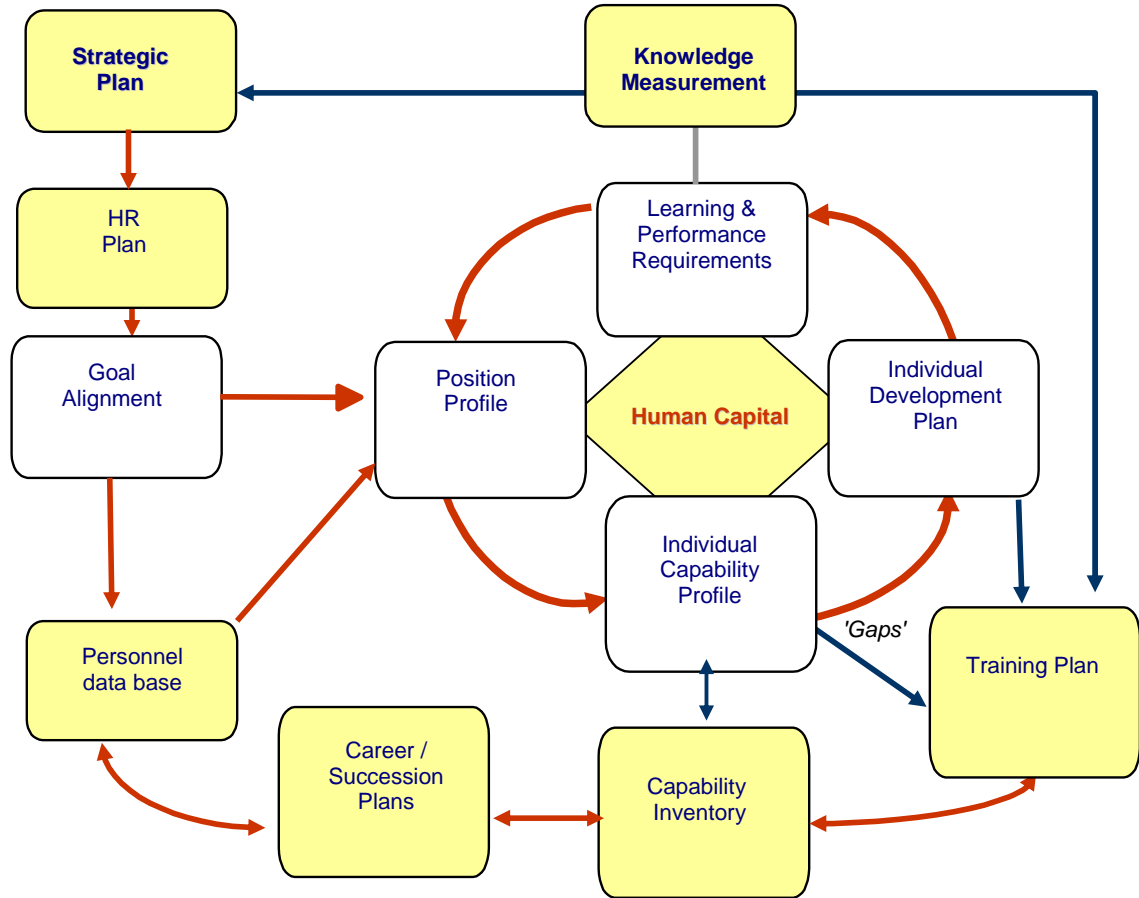 Strategic
Plan
Knowledge
Measurement
HR
Plan
Learning &
Performance
Requirements
Goal
Alignment
Position
Profile
Human Capital
Individual
Development
Plan
Individual
Capability
Profile
'Gaps'
Personnel
data base
Training Plan
Career /
Succession
Plans
Capability
Inventory